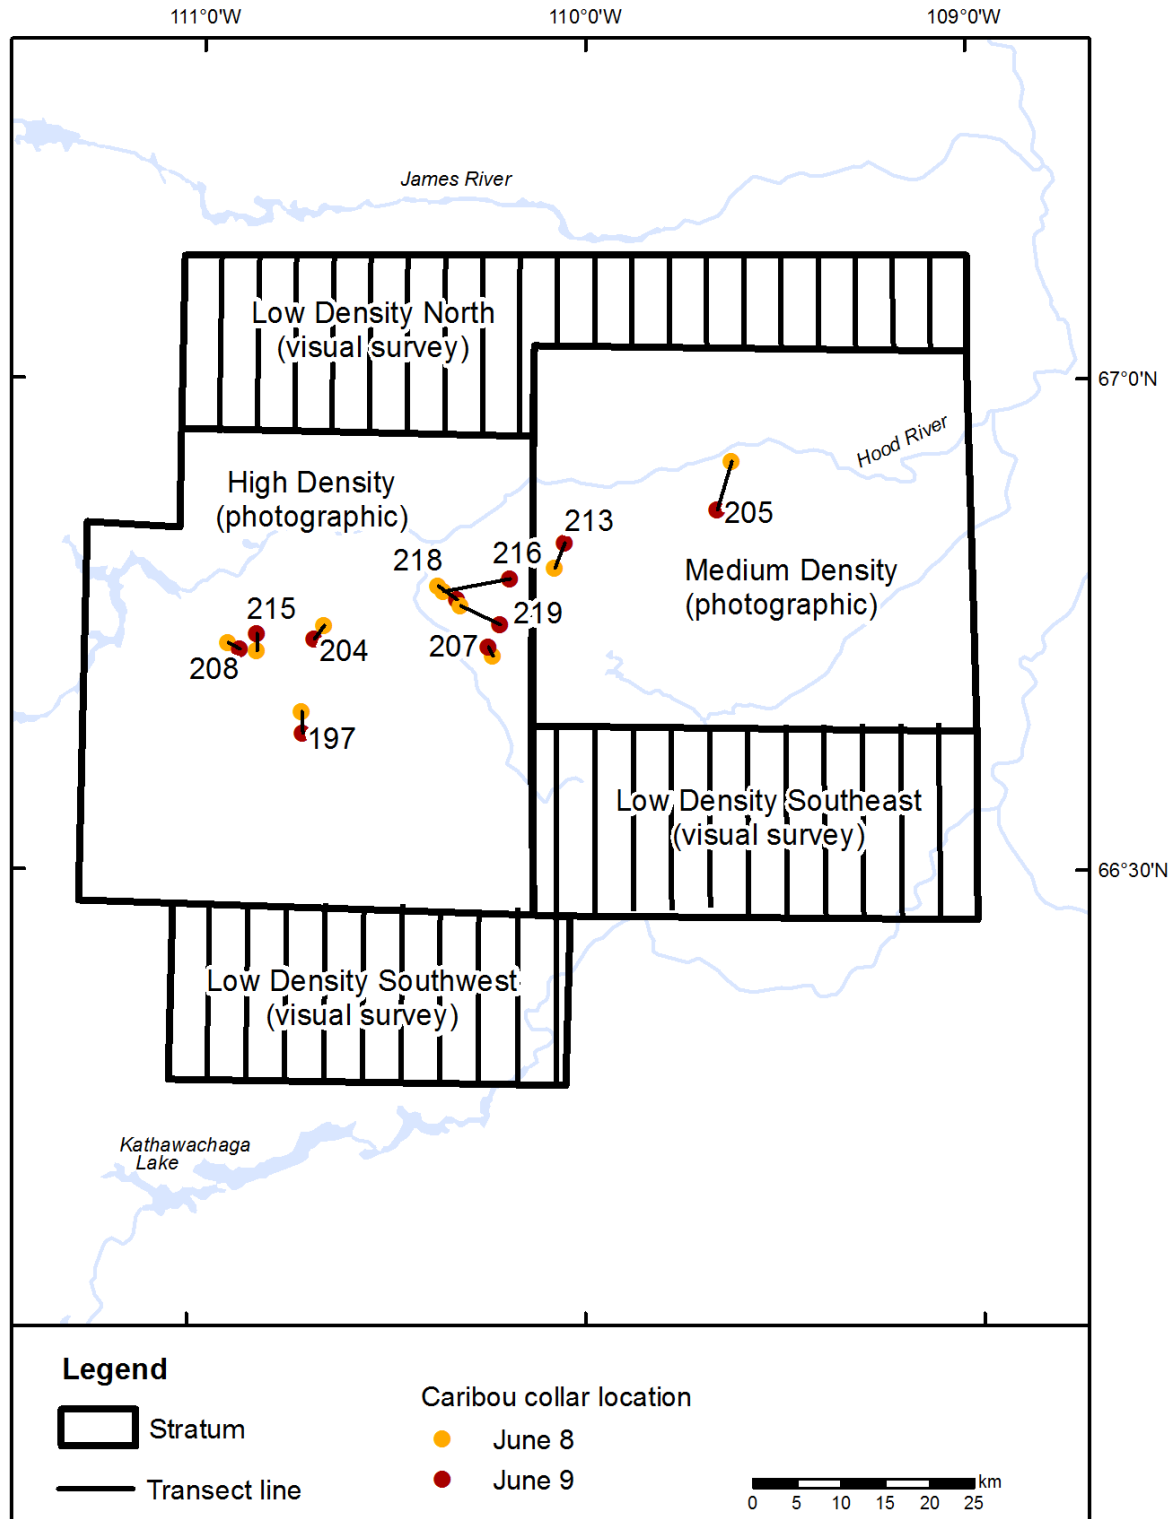 111°0'W
110°0'W
109°0'W
James River
Low Density North
(visual survey)
67°0'N
Hood River
High Density
(photographic)
205
213
216
218
Medium Density
(photographic)
219
215
204
207
208
197
Low Density Southeast
(visual survey)
66°30'N
Low Density Southwest
(visual survey)
Kathawachaga
Lake
Legend
Stratum
Transect line
Caribou collar location
June 8
June 9
km
0 5 10 15 20 25